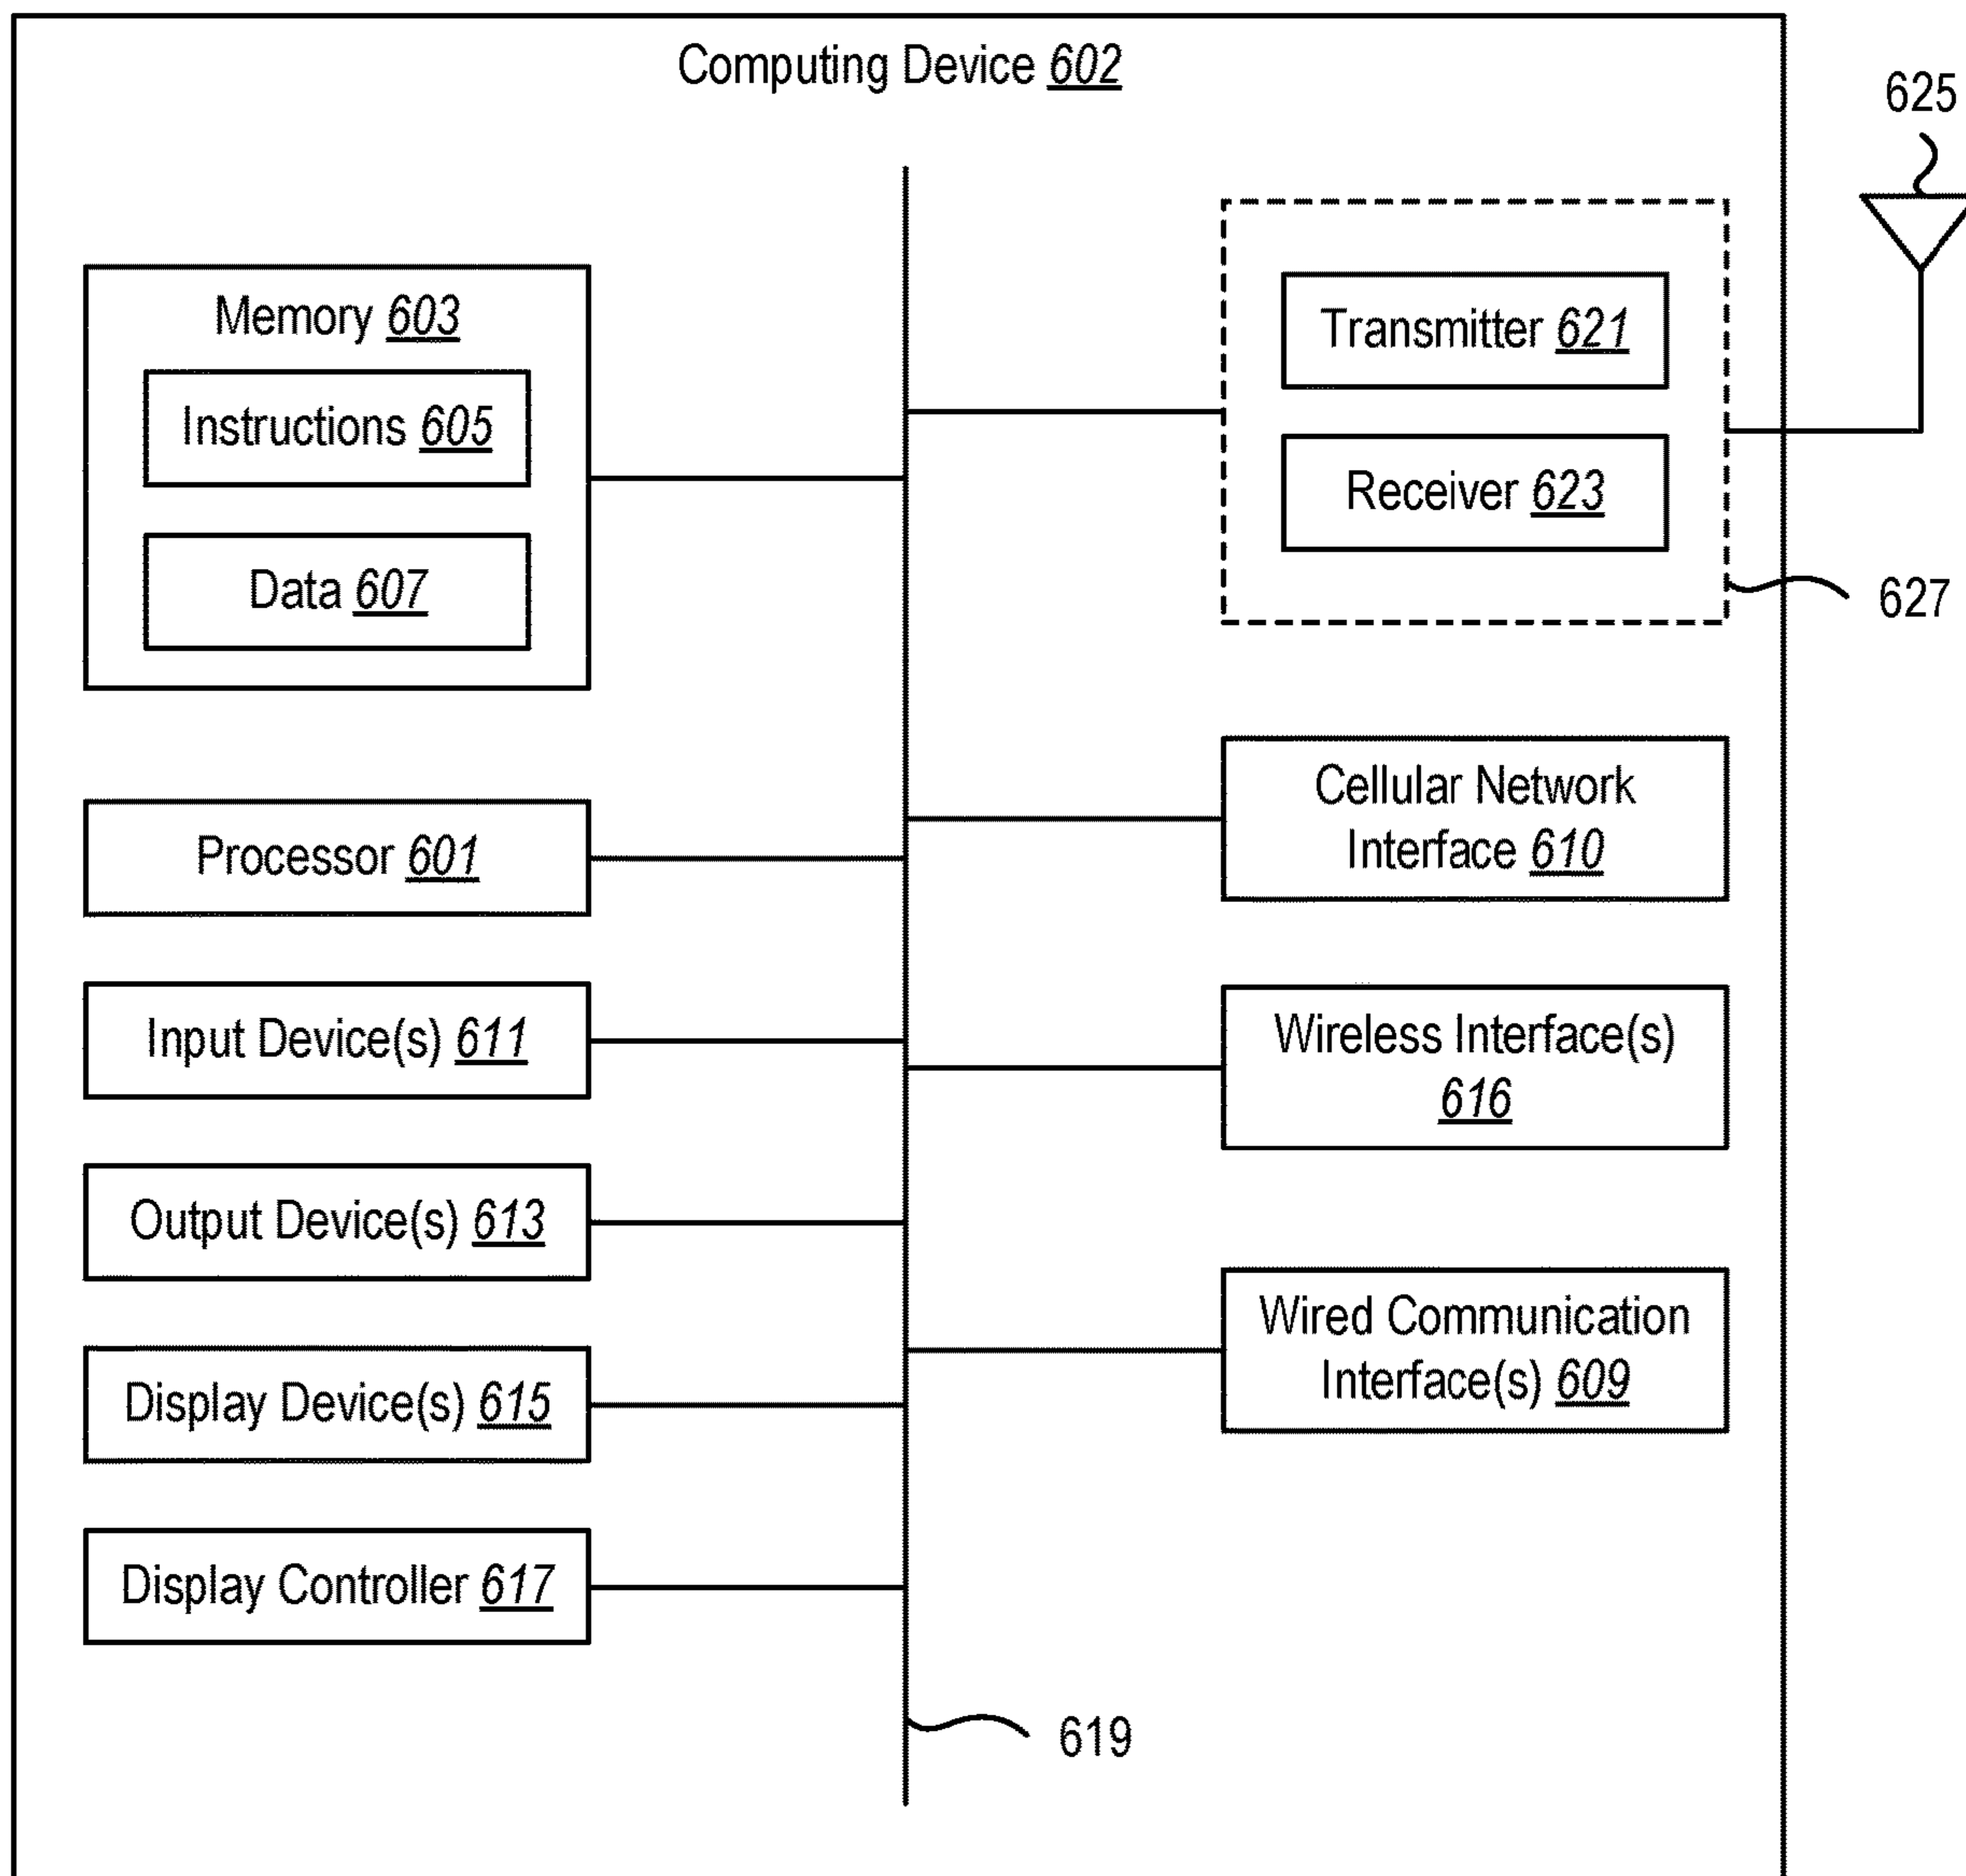 Computing Device 602
625
Memory 603
Instructions 605
Data 607
Transmitter 621
Receiver 623
627
Processor 601
Cellular Network
Interface 610
Input Device(s) 611
Wireless Interface(s)
616
Output Device(s) 613
Wired Communication
Interface(s) 609
Display Device(s) 615
Display Controller 617
619